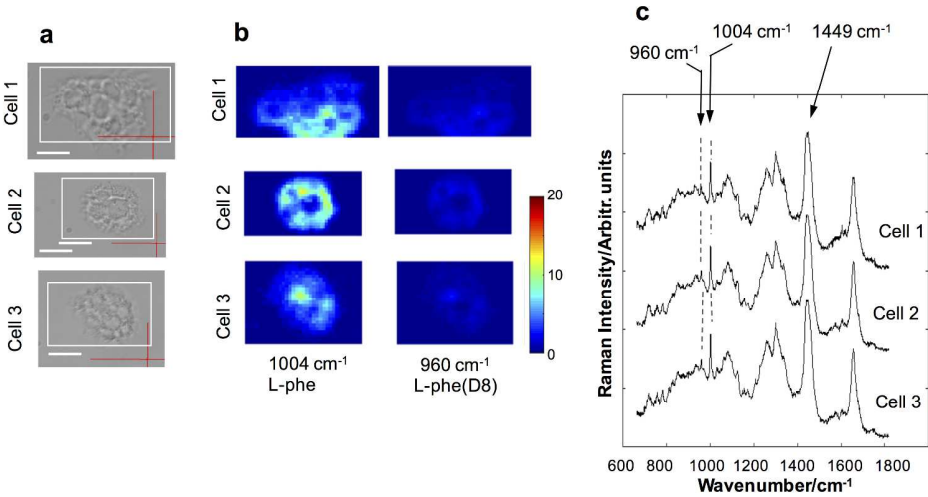 a
b
c
Cell 1
Cell 2
Cell 3
Cell 1
Cell 2
Cell 3
1004 cm⁻¹
L-phe
960 cm⁻¹
L-phe(D8)
20
10
0
960 cm⁻¹
1004 cm⁻¹
1449 cm⁻¹
Raman Intensity/Arbitr. units
Cell 1
Cell 2
Cell 3
600 800 1000 1200 1400 1600 1800
Wavenumber/cm⁻¹